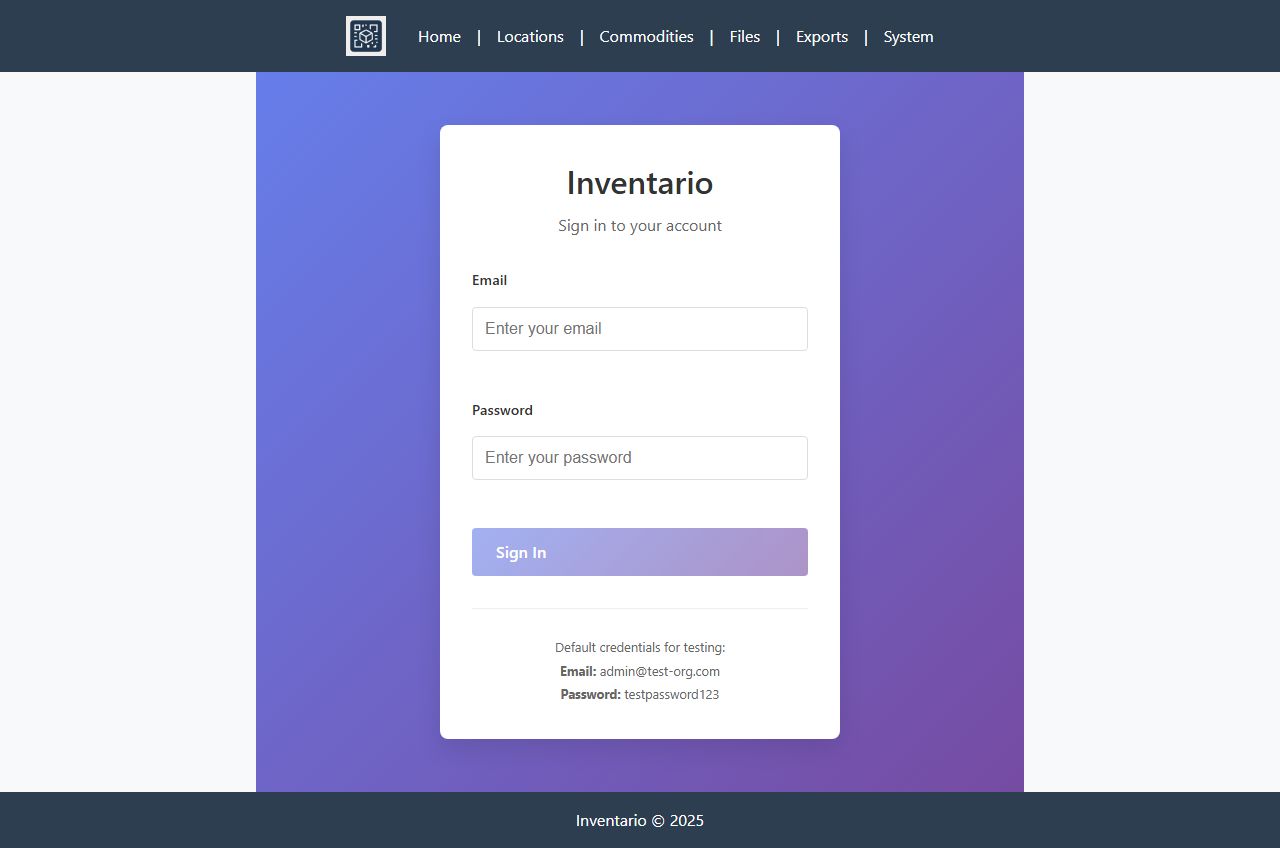 Home | Locations | Commodities | Files | Exports | System
Inventario
Sign in to your account
Email
Enter your email
Password
Enter your password
Sign In
Default credentials for testing:
Email: admin@test-org.com
Password: testpassword123
Inventario © 2025